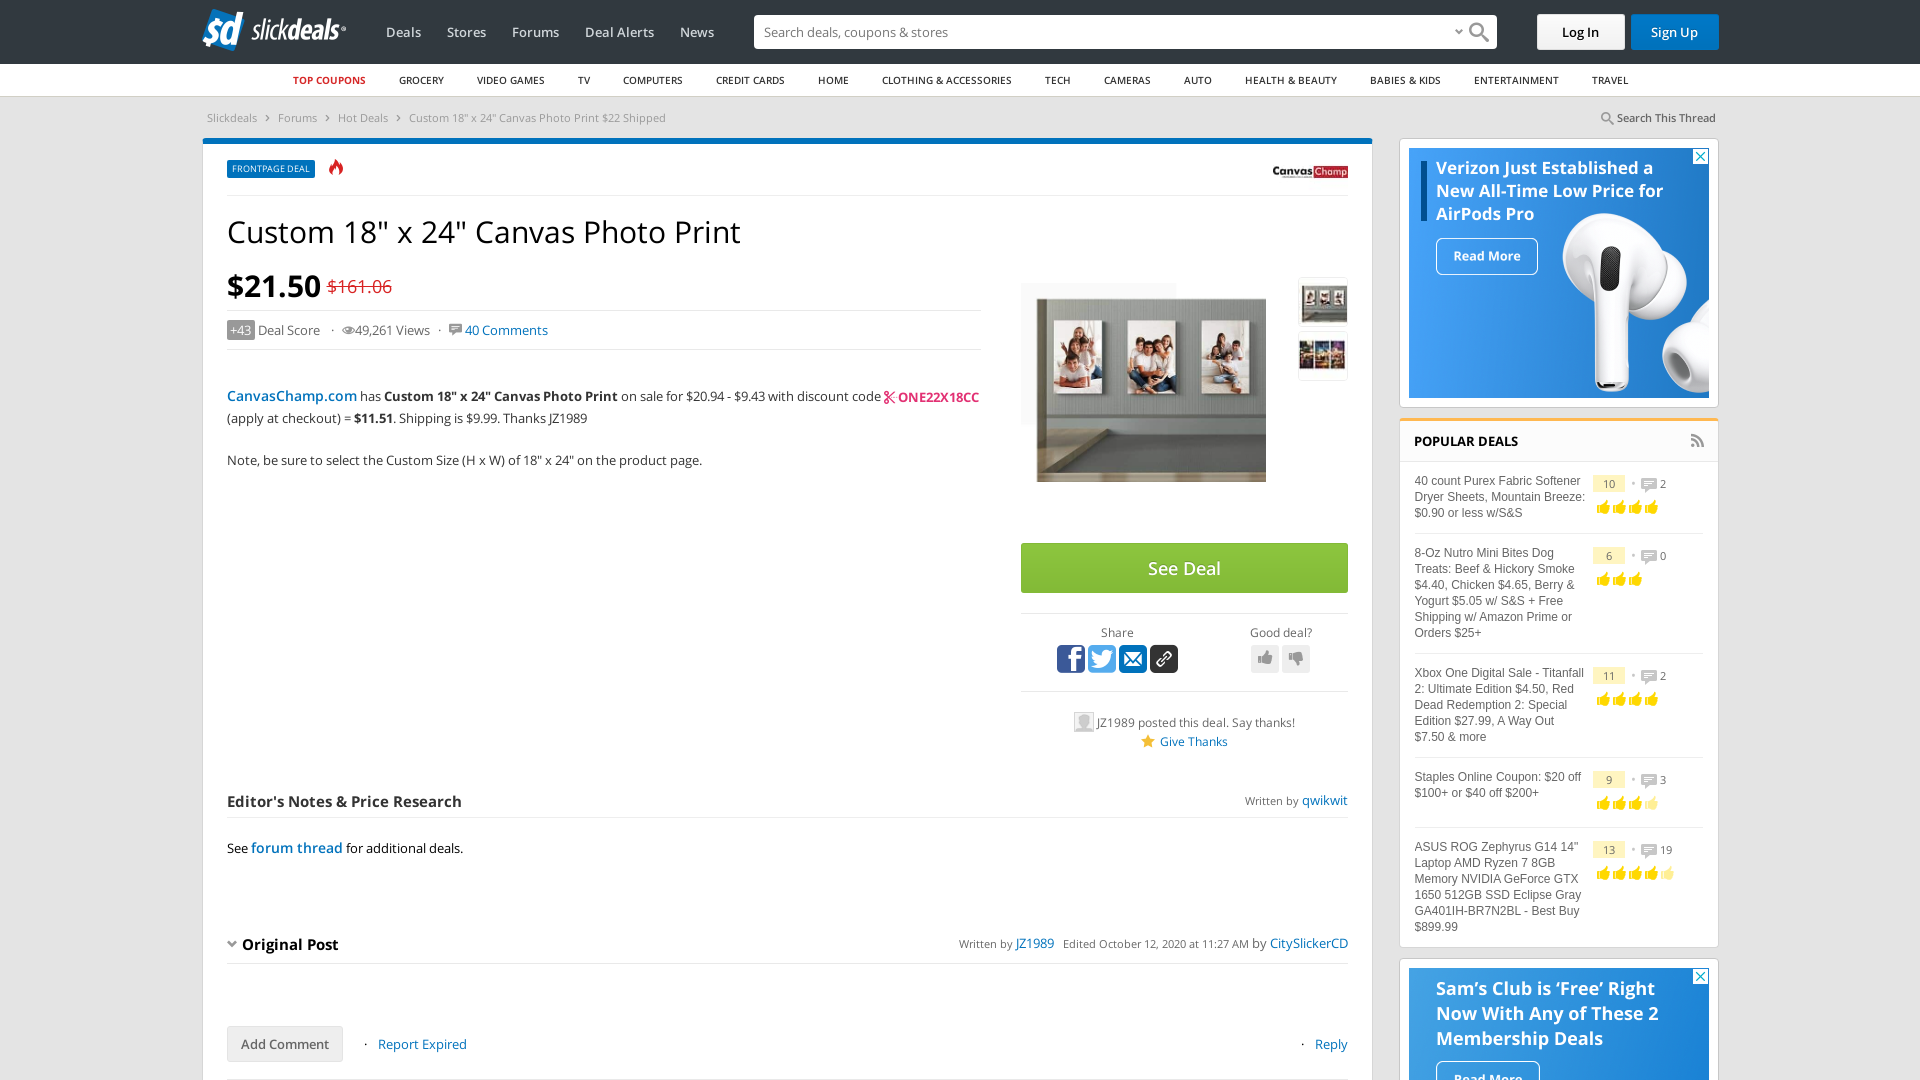 slickdeals
Deals
Stores
Forums
Deal Alerts
News
Search deals, coupons & stores
Log In
Sign Up
TOP COUPONS
GROCERY
VIDEO GAMES
TV
COMPUTERS
CREDIT CARDS
HOME
CLOTHING & ACCESSORIES
TECH
CAMERAS
AUTO
HEALTH & BEAUTY
BABIES & KIDS
ENTERTAINMENT
TRAVEL
Slickdeals > Forums > Hot Deals > Custom 18" x 24" Canvas Photo Print $22 Shipped
Search This Thread
FRONTPAGE DEAL
CanvasChamp
Custom 18" x 24" Canvas Photo Print
$21.50 $161.06
+43 Deal Score · 49,261 Views · 40 Comments
CanvasChamp.com has Custom 18" x 24" Canvas Photo Print on sale for $20.94 - $9.43 with discount code ONE22X18CC
(apply at checkout) = $11.51. Shipping is $9.99. Thanks JZ1989
Note, be sure to select the Custom Size (H x W) of 18" x 24" on the product page.
See Deal
Share
Good deal?
JZ1989 posted this deal. Say thanks!
Give Thanks
Editor's Notes & Price Research
Written by qwikwit
See forum thread for additional deals.
Original Post
Written by JZ1989 Edited October 12, 2020 at 11:27 AM by CitySlickerCD
Add Comment
· Report Expired
· Reply
Verizon Just Established a
New All-Time Low Price for
AirPods Pro
Read More
POPULAR DEALS
40 count Purex Fabric Softener
Dryer Sheets, Mountain Breeze:
$0.90 or less w/S&S
10 • 2
8-Oz Nutro Mini Bites Dog
Treats: Beef & Hickory Smoke
$4.40, Chicken $4.65, Berry &
Yogurt $5.05 w/ S&S + Free
Shipping w/ Amazon Prime or
Orders $25+
6 • 0
Xbox One Digital Sale - Titanfall
2: Ultimate Edition $4.50, Red
Dead Redemption 2: Special
Edition $27.99, A Way Out
$7.50 & more
11 • 2
Staples Online Coupon: $20 off
$100+ or $40 off $200+
9 • 3
ASUS ROG Zephyrus G14 14"
Laptop AMD Ryzen 7 8GB
Memory NVIDIA GeForce GTX
1650 512GB SSD Eclipse Gray
GA401IH-BR7N2BL - Best Buy
$899.99
13 • 19
Sam's Club is ‘Free’ Right
Now With Any of These 2
Membership Deals
Read More